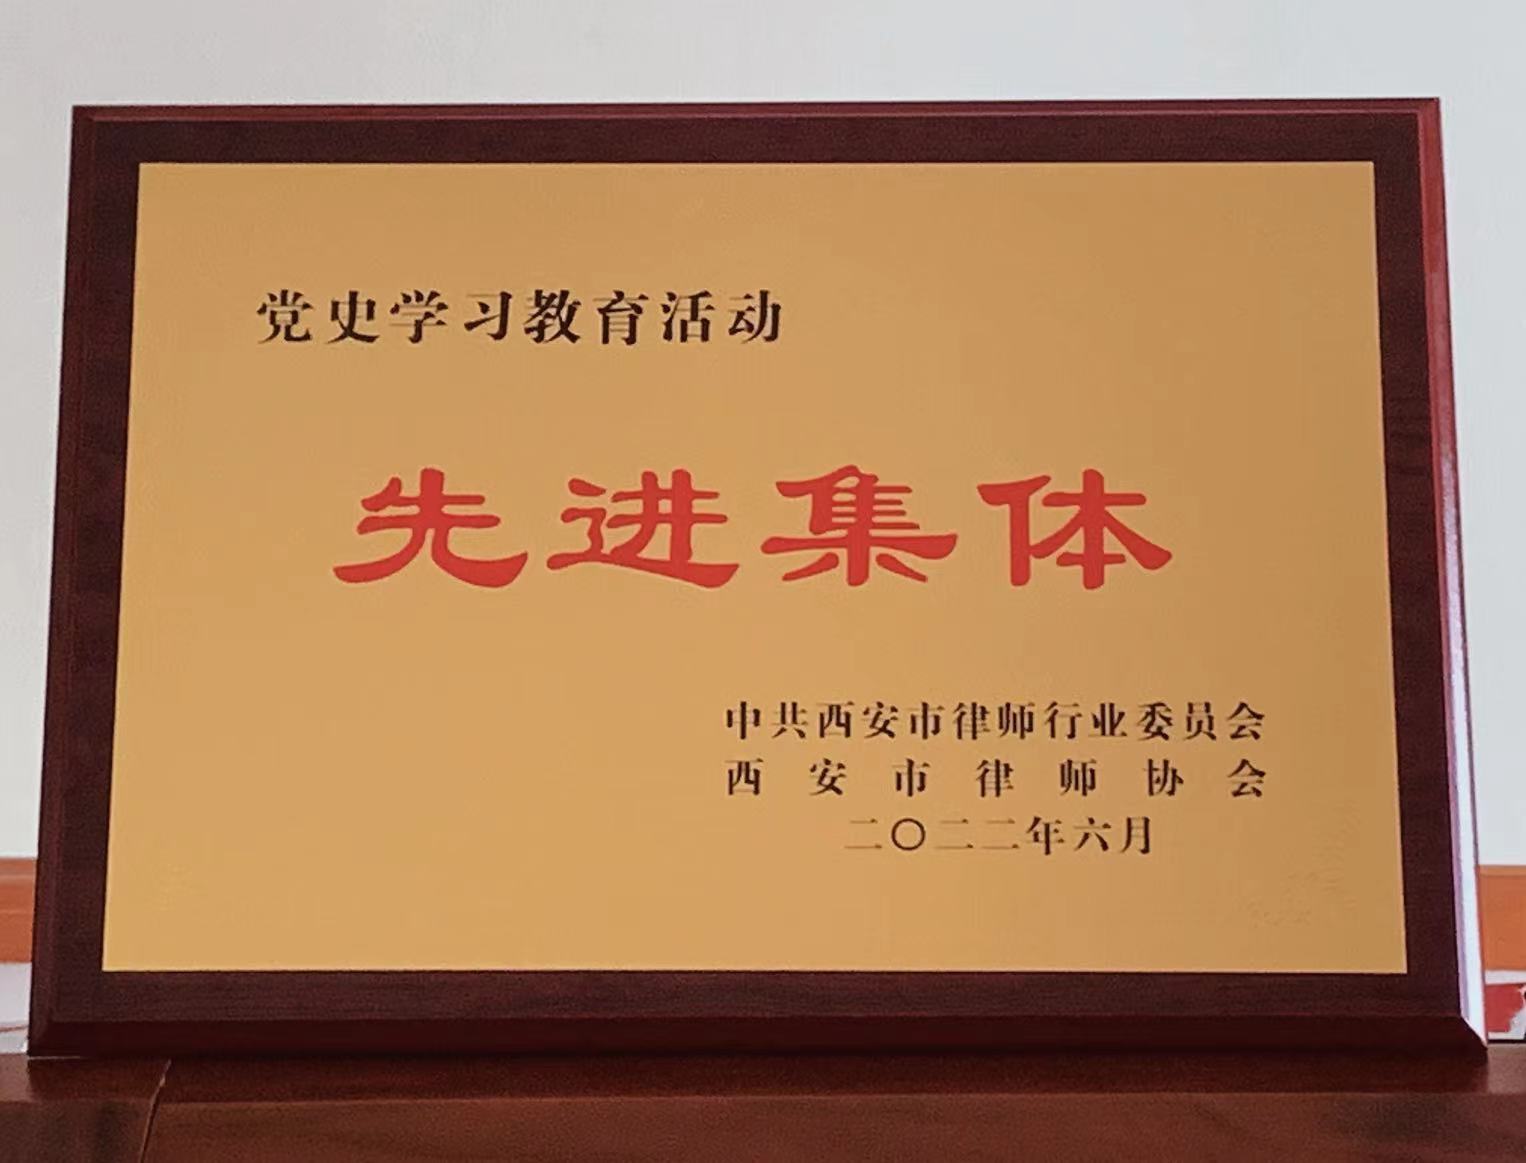 党史学习教育活动
先进集体
中共西安市律师行业委员会
西安市律师协会
二〇二二年六月